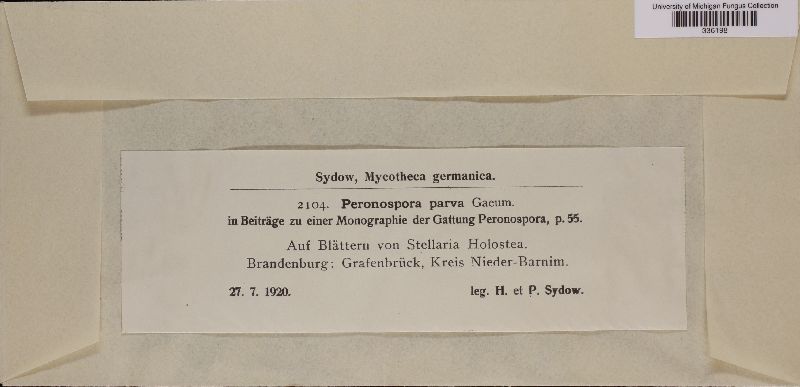 University of Michigan Fungus Collection
336198
Sydow, Mycotheca germanica.
2104. Peronospora parva Gaeum.
in Beiträge zu einer Monographie der Gattung Peronospora, p. 55.
Auf Blättern von Stellaria Holostea.
Brandenburg: Grafenbrück, Kreis Nieder-Barnim.
27. 7. 1920. leg. H. et P. Sydow.